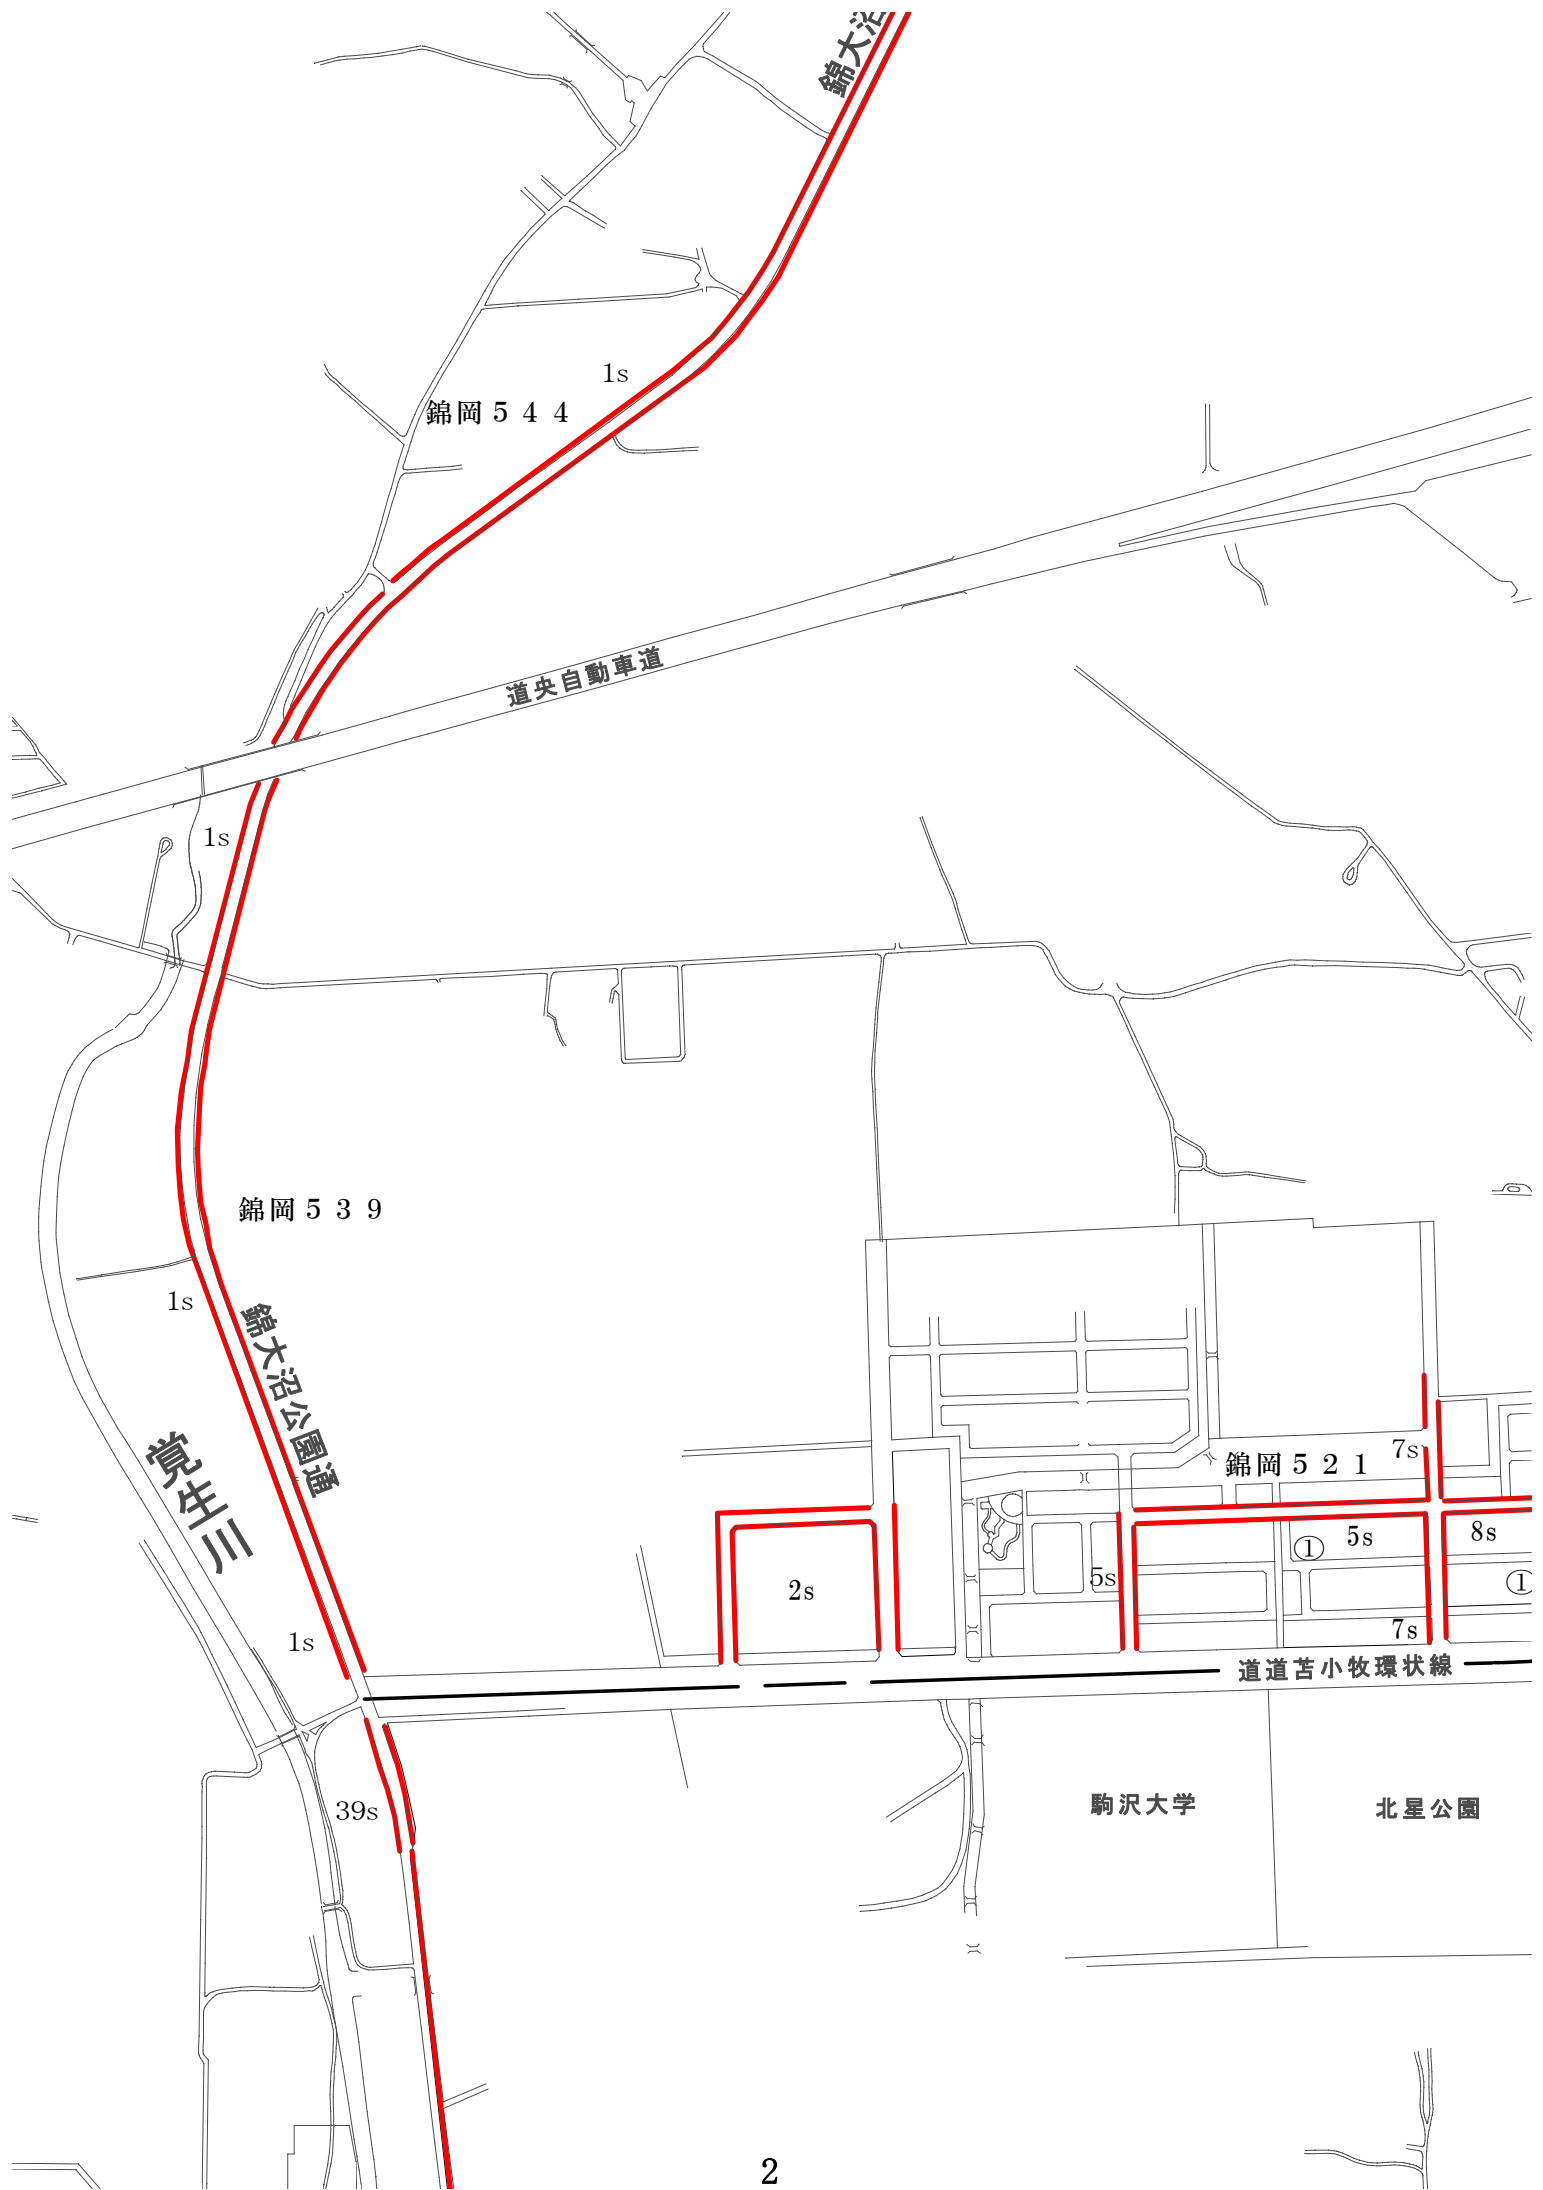 錦大沼
1s
錦岡５４４
道央自動車道
1s
錦岡５３９
1s
錦大沼公園通
覚生川
錦岡５２１
7s
5s
①
8s
①
2s
5s
7s
1s
道道苫小牧環状線
39s
駒沢大学
北星公園
2